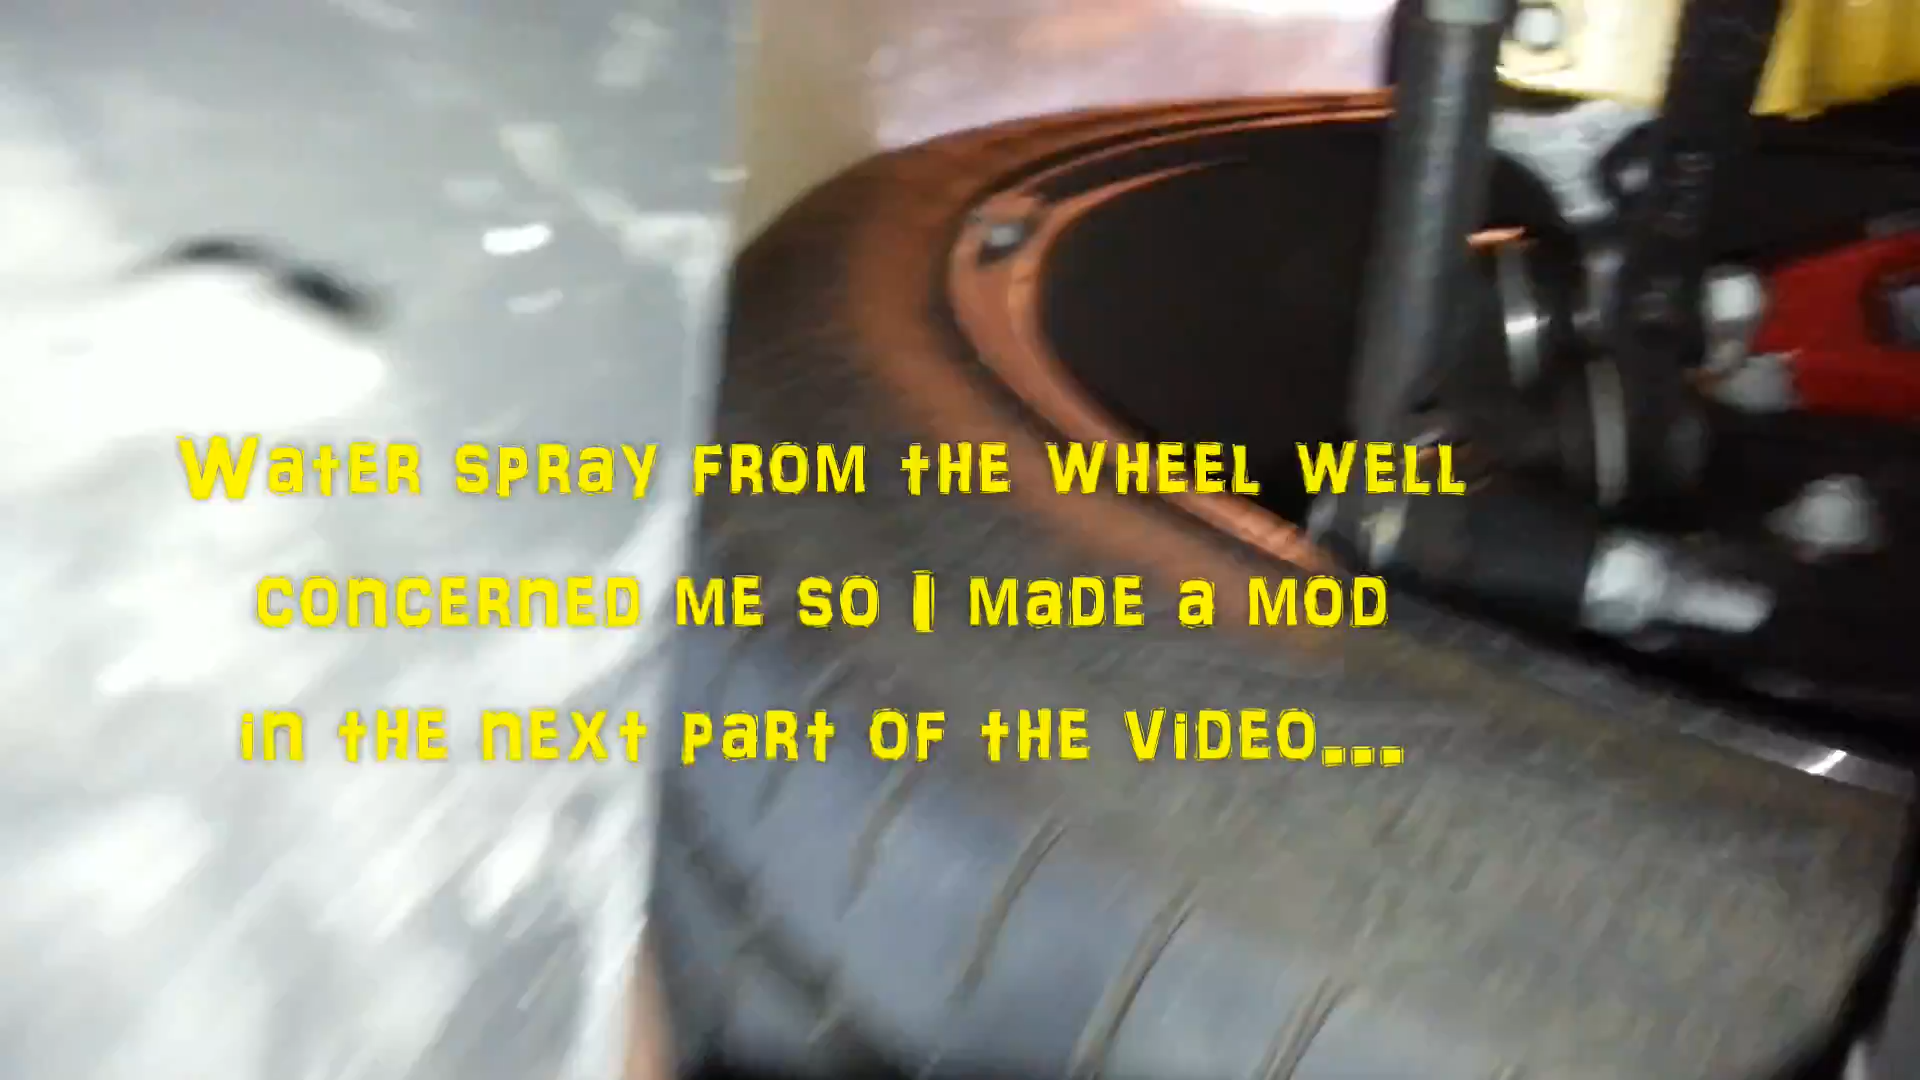 Water spray from the wheel well
concerned me so I made a mod
in the next part of the video...